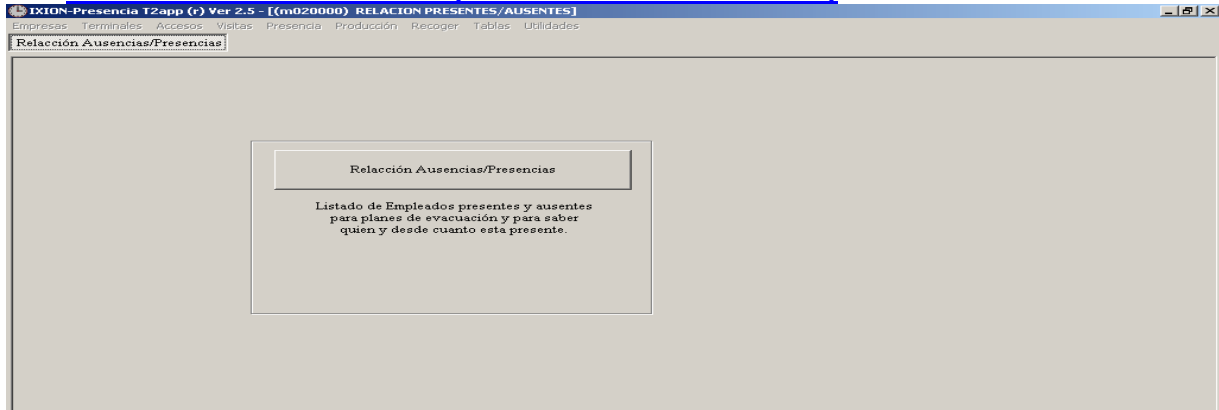 IXION-Presencia T2app (r) Ver 2.5 - [(m020000) RELACION PRESENTES/AUSENTES]
Empresas Terminales Accesos Visitas Presencia Producción Recoger Tablas Utilidades
Relacción Ausencias/Presencias
Relacción Ausencias/Presencias
Listado de Empleados presentes y ausentes
para planes de evacuación y para saber
quien y desde cuanto esta presente.